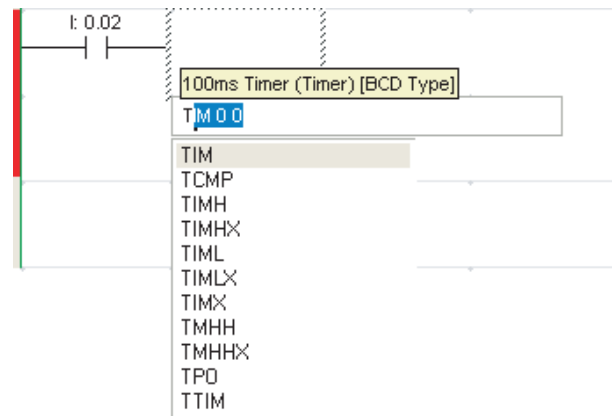 I: 0.02
100ms Timer (Timer) [BCD Type]
TIM 0 0
TIM
TCMP
TIMH
TIMHX
TIML
TIMLX
TIMX
TMHH
TMHHX
TPO
TTIM